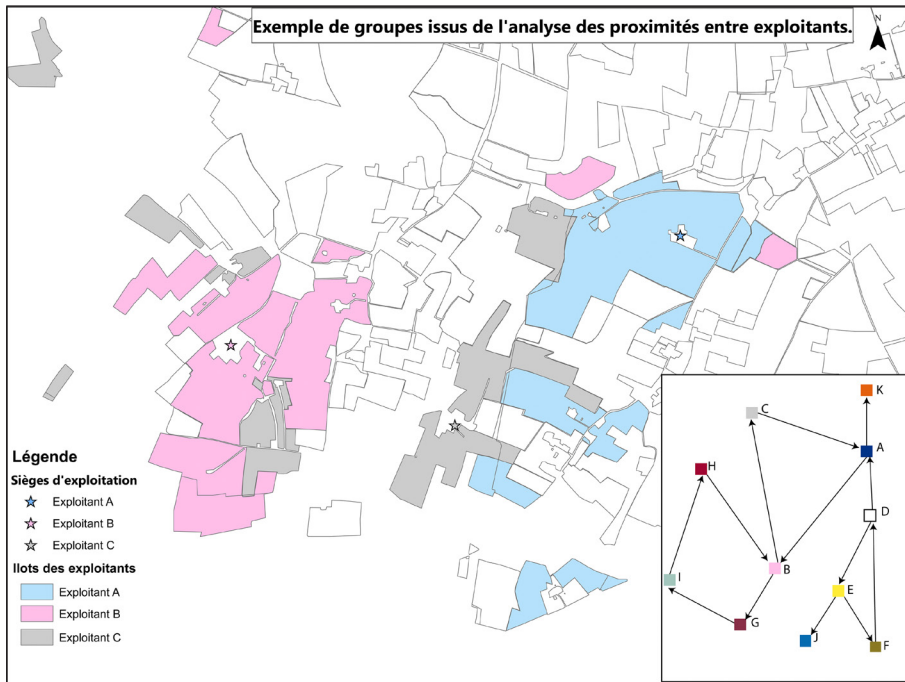 Exemple de groupes issus de l'analyse des proximités entre exploitants.
N
Légende
Sièges d'exploitation
Exploitant A
Exploitant B
Exploitant C
Ilots des exploitants
Exploitant A
Exploitant B
Exploitant C
K
C
A
H
D
B
E
I
G
J
F